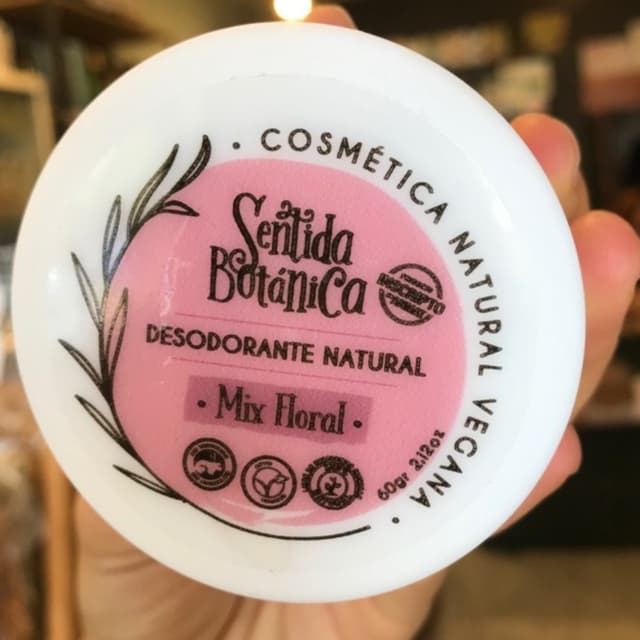 • COSMÉTICA NATURAL VEGANA •
Sentida
Botánica
DESODORANTE NATURAL
• Mix Floral •
60gr 2.12oz